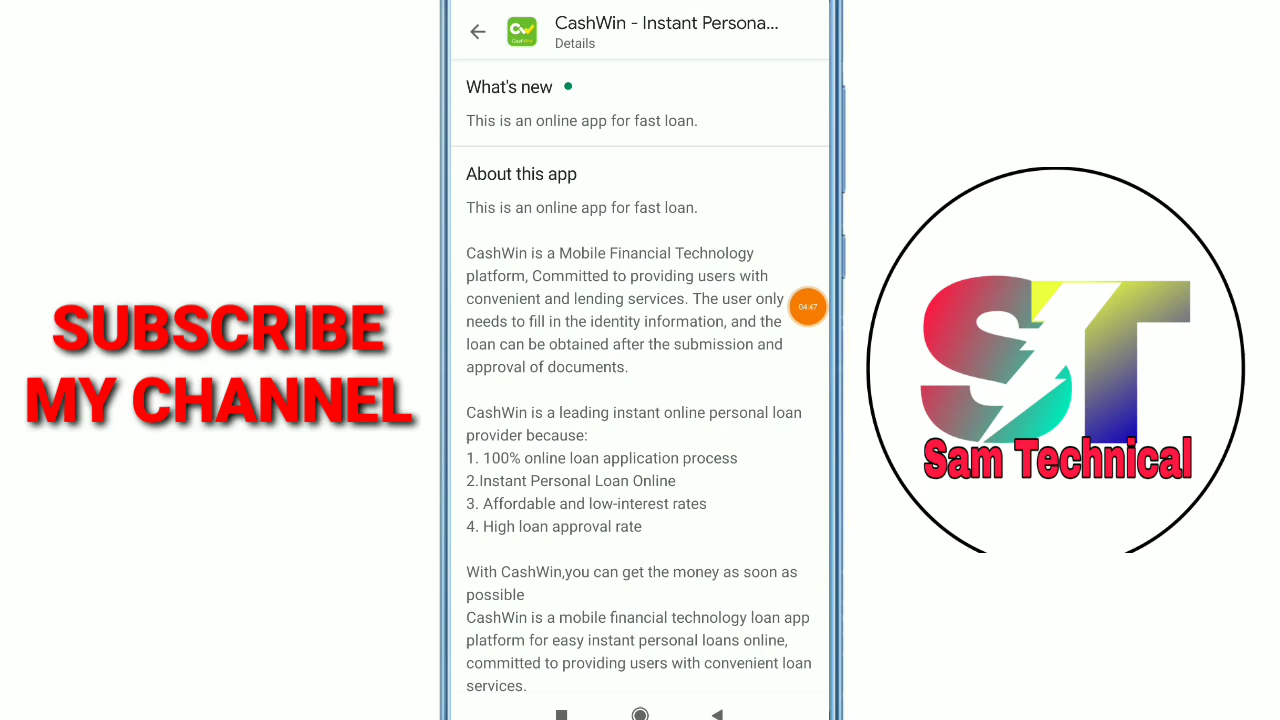 CashWin - Instant Persona...
Details
What's new
This is an online app for fast loan.
About this app
This is an online app for fast loan.
CashWin is a Mobile Financial Technology
platform, Committed to providing users with
convenient and lending services. The user only
needs to fill in the identity information, and the
loan can be obtained after the submission and
approval of documents.
CashWin is a leading instant online personal loan
provider because:
1. 100% online loan application process
2.Instant Personal Loan Online
3. Affordable and low-interest rates
4. High loan approval rate
With CashWin,you can get the money as soon as
possible
CashWin is a mobile financial technology loan app
platform for easy instant personal loans online,
committed to providing users with convenient loan
services.
04:47
CW
CashWin
SUBSCRIBE
MY CHANNEL
ST
Sam Technical